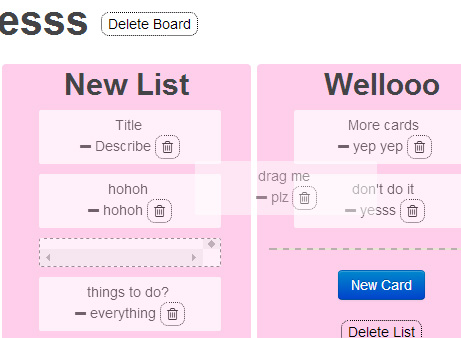 esss Delete Board
New List
Title
Describe
hohoh
hohoh
things to do?
everything
drag me
plz
Wellooo
More cards
yep yep
don't do it
yesss
New Card
Delete List